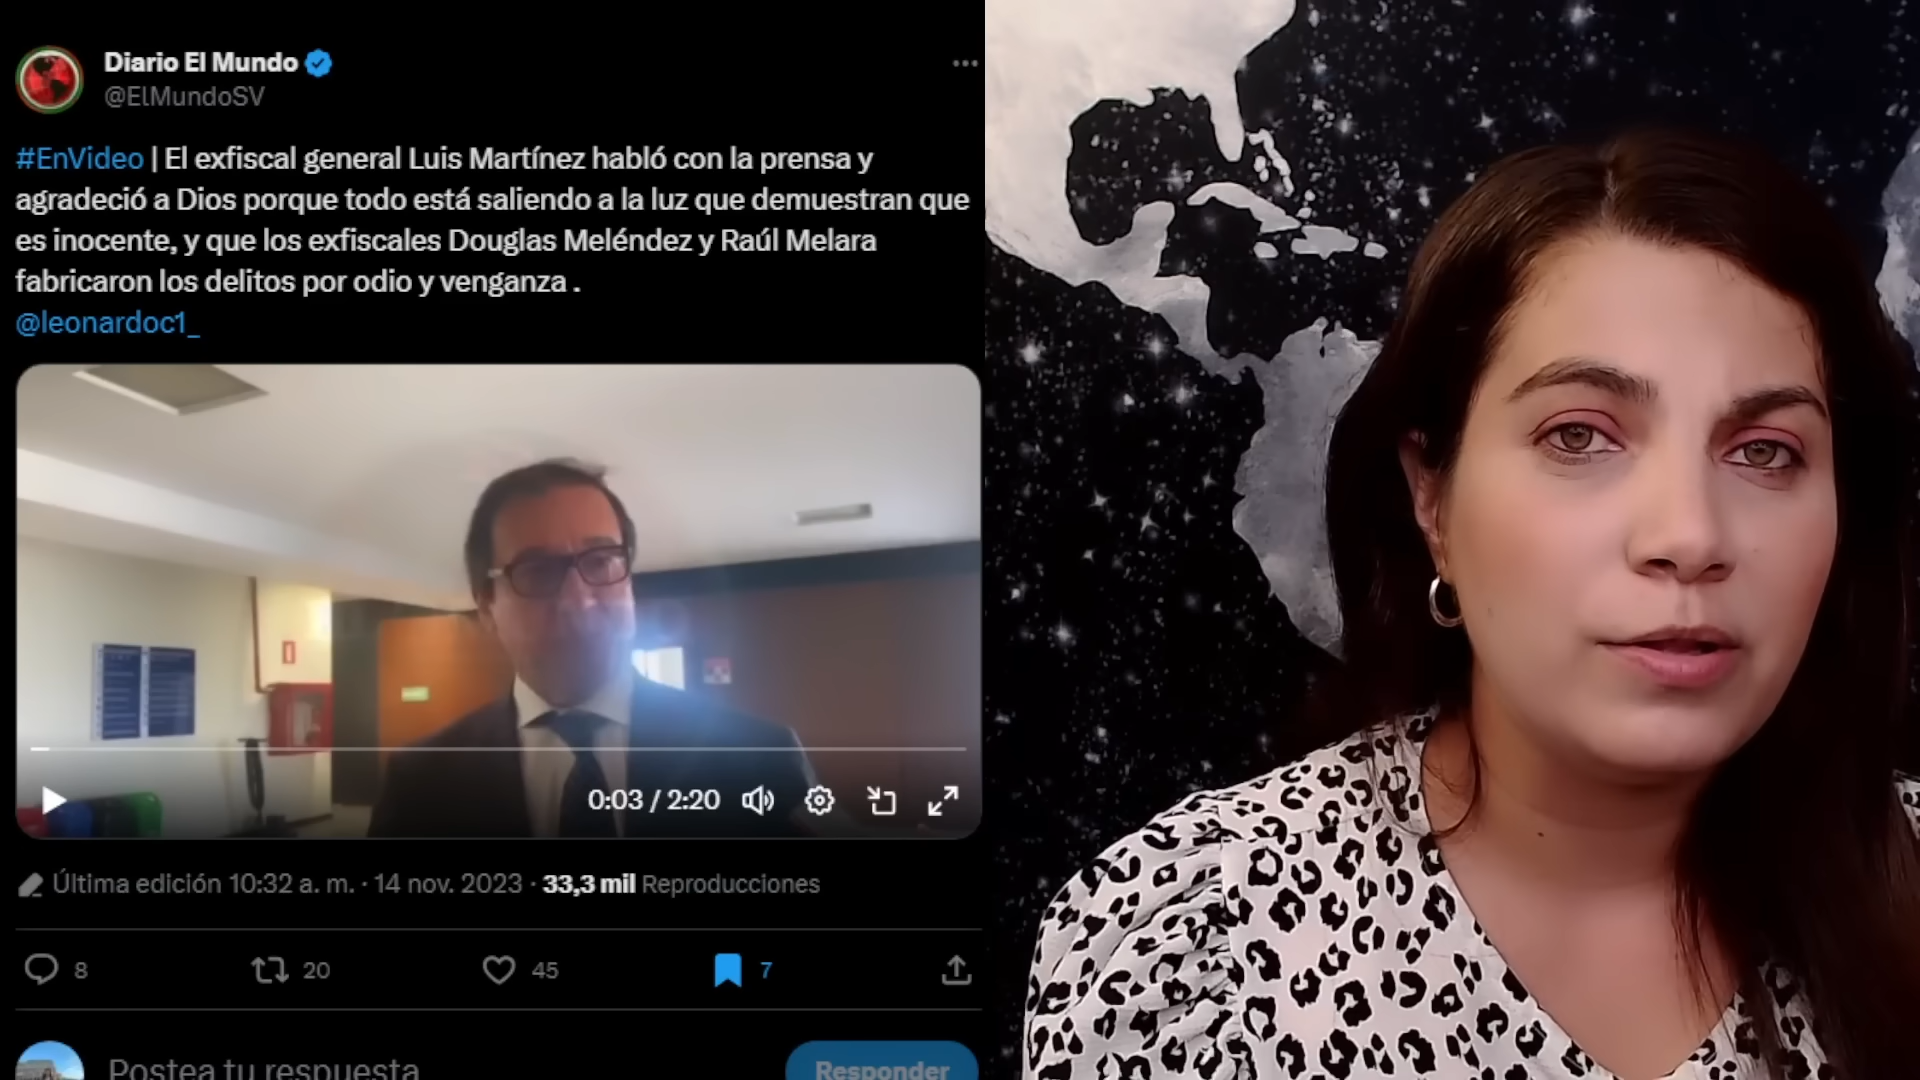 Diario El Mundo
@ElMundoSV
#EnVideo | El exfiscal general Luis Martínez habló con la prensa y
agradeció a Dios porque todo está saliendo a la luz que demuestran que
es inocente, y que los exfiscales Douglas Meléndez y Raúl Melara
fabricaron los delitos por odio y venganza .
@leonardoc1_
0:03 / 2:20
Última edición 10:32 a. m. · 14 nov. 2023 · 33,3 mil Reproducciones
8 20 45 7
Postea tu respuesta
Responder